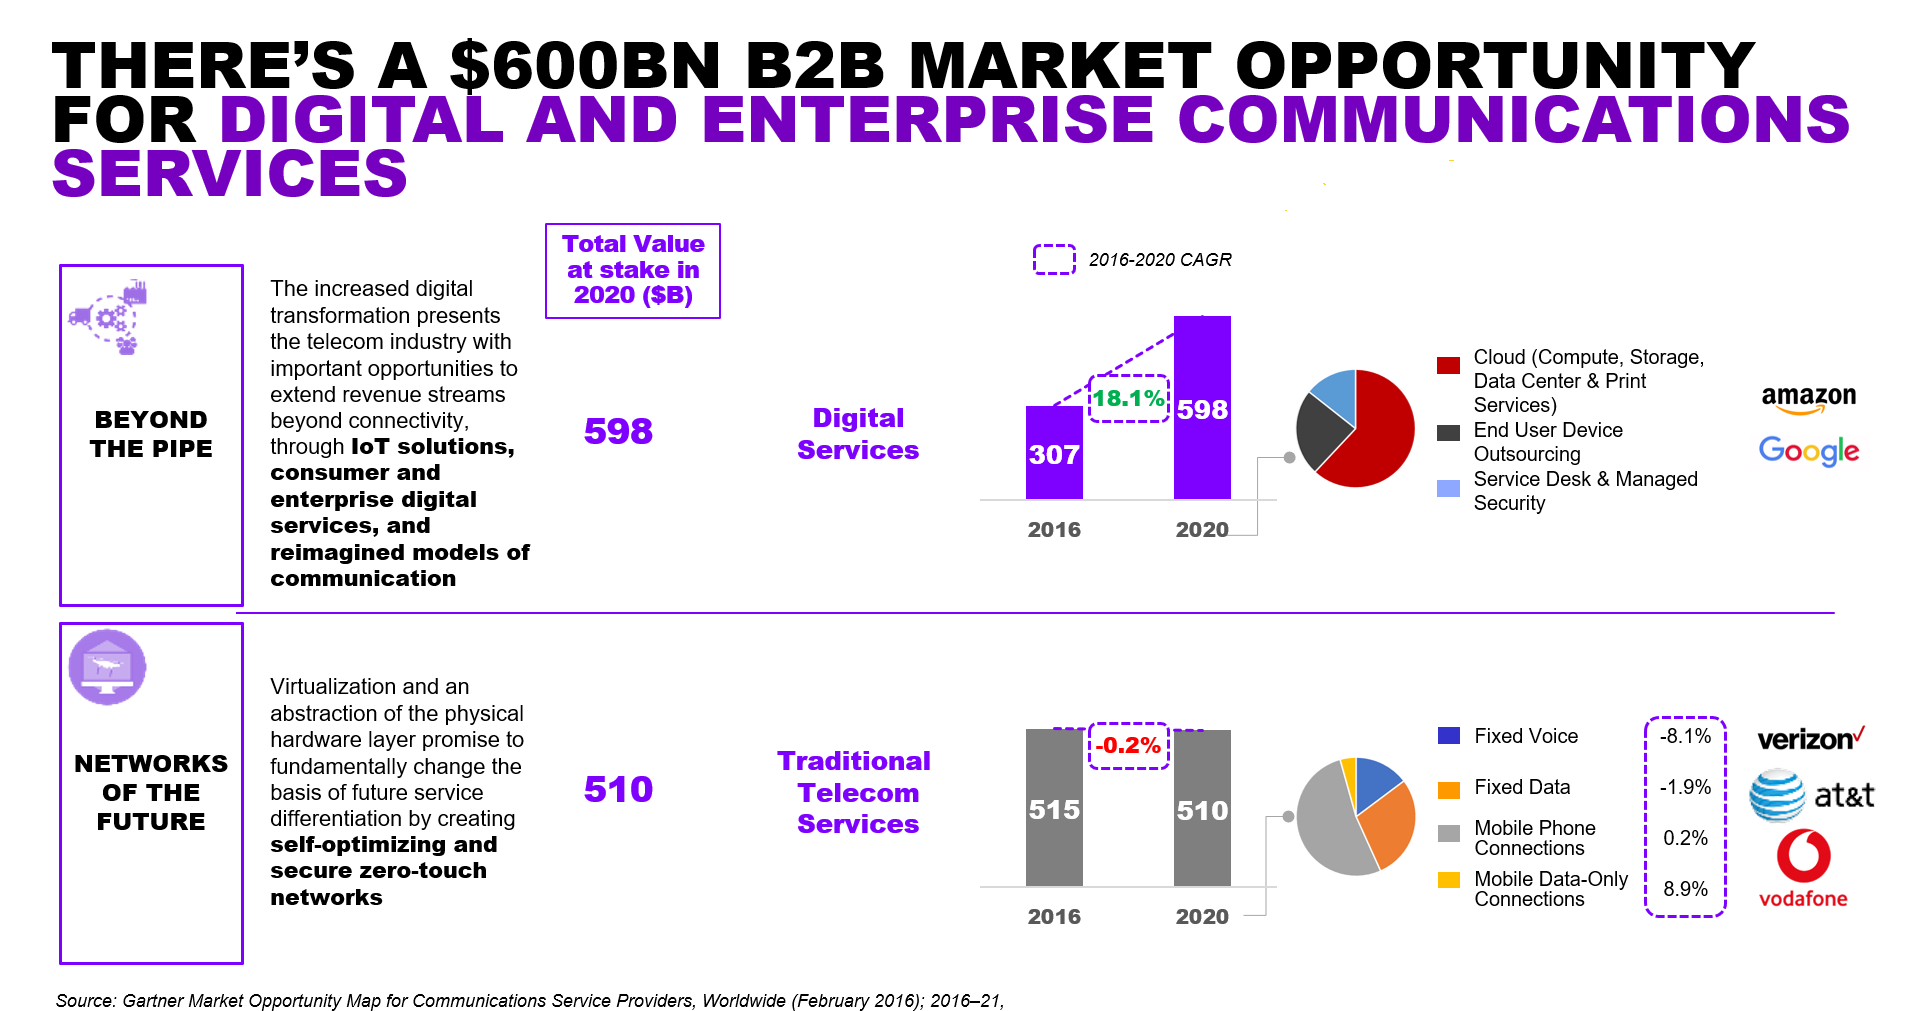 THERE’S A $600BN B2B MARKET OPPORTUNITY
FOR DIGITAL AND ENTERPRISE COMMUNICATIONS
SERVICES
Total Value
at stake in
2020 ($B)
2016-2020 CAGR
BEYOND
THE PIPE
The increased digital
transformation presents
the telecom industry with
important opportunities to
extend revenue streams
beyond connectivity,
through IoT solutions,
consumer and
enterprise digital
services, and
reimagined models of
communication
598
Digital
Services
18.1%
307
598
2016
2020
Cloud (Compute, Storage,
Data Center & Print
Services)
End User Device
Outsourcing
Service Desk & Managed
Security
amazon
Google
NETWORKS
OF THE
FUTURE
Virtualization and an
abstraction of the physical
hardware layer promise to
fundamentally change the
basis of future service
differentiation by creating
self-optimizing and
secure zero-touch
networks
510
Traditional
Telecom
Services
-0.2%
515
510
2016
2020
Fixed Voice
-8.1%
Fixed Data
-1.9%
Mobile Phone
Connections
0.2%
Mobile Data-Only
Connections
8.9%
verizon
at&t
vodafone
Source: Gartner Market Opportunity Map for Communications Service Providers, Worldwide (February 2016); 2016–21,